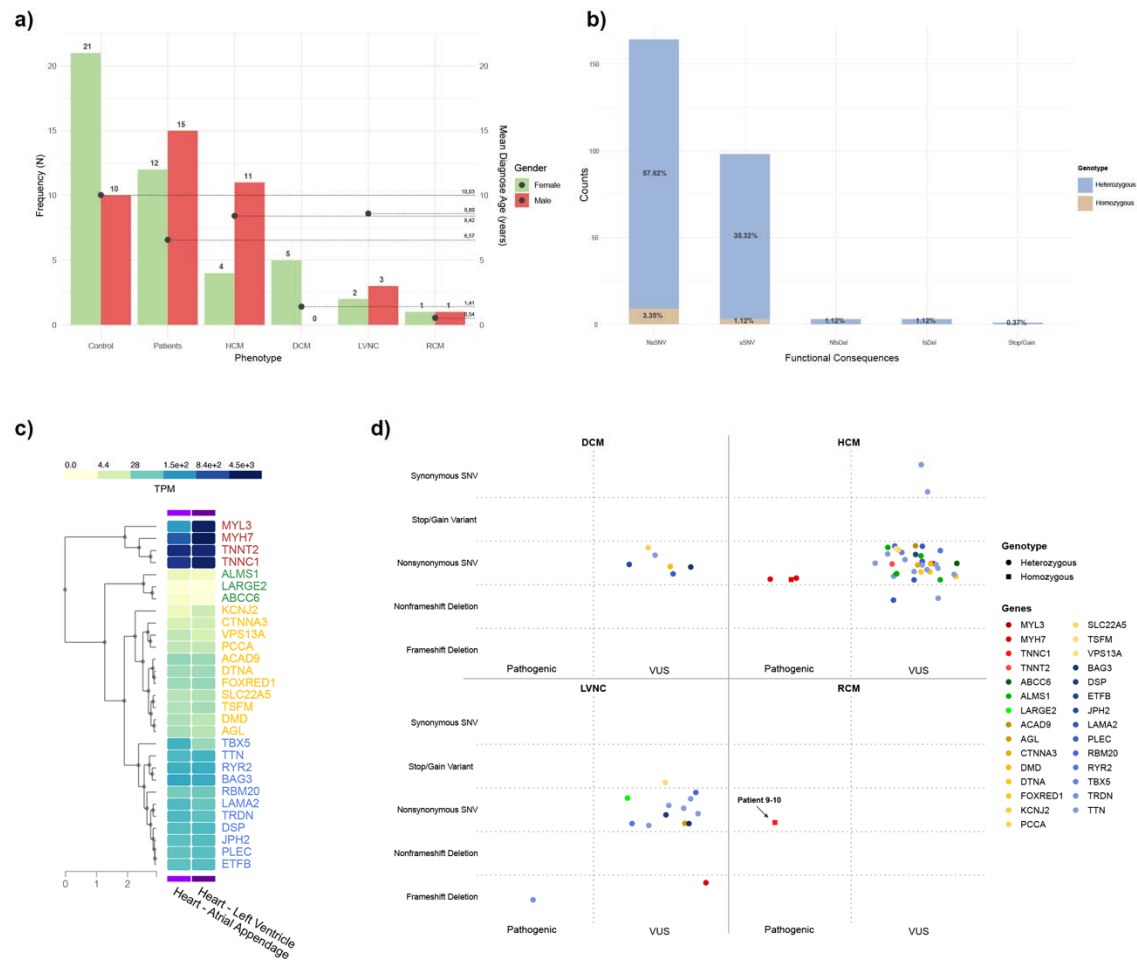 a)
21
12
10
15
4
11
5
0
2
3
1
1
20
15
10
5
0
Frequency (N)
Control
Patients
HCM
DCM
LVNC
RCM
Phenotype
20
15
10
5
0
10,03
8,60
8,42
6,57
1,41
0,54
Mean Diagnose Age (years)
Gender
Female
Male
b)
150
100
50
0
Counts
57.62%
3.35%
35.32%
1.12%
1.12%
1.12%
0.37%
NsSNV
sSNV
NfsDel
fsDel
Stop/Gain
Functional Consequences
Genotype
Heterozygous
Homozygous
c)
0.0 4.4 28 1.5e+2 8.4e+2 4.5e+3
TPM
MYL3
MYH7
TNNT2
TNNC1
ALMS1
LARGE2
ABCC6
KCNJ2
CTNNA3
VPS13A
PCCA
ACAD9
DTNA
FOXRED1
SLC22A5
TSFM
DMD
AGL
TBX5
TTN
RYR2
BAG3
RBM20
LAMA2
TRDN
DSP
JPH2
PLEC
ETFB
0 1 2
Heart - Left Ventricle
Heart - Atrial Appendage
d)
DCM
HCM
Synonymous SNV
Stop/Gain Variant
Nonsynonymous SNV
Nonframeshift Deletion
Frameshift Deletion
Pathogenic
VUS
Pathogenic
VUS
LVNC
RCM
Synonymous SNV
Stop/Gain Variant
Nonsynonymous SNV
Nonframeshift Deletion
Frameshift Deletion
Patient 9-10
Pathogenic
VUS
Pathogenic
VUS
Genotype
Heterozygous
Homozygous
Genes
MYL3
MYH7
TNNC1
TNNT2
ABCC6
ALMS1
LARGE2
ACAD9
AGL
CTNNA3
DMD
DTNA
FOXRED1
KCNJ2
PCCA
SLC22A5
TSFM
VPS13A
BAG3
DSP
ETFB
JPH2
LAMA2
PLEC
RBM20
RYR2
TBX5
TRDN
TTN